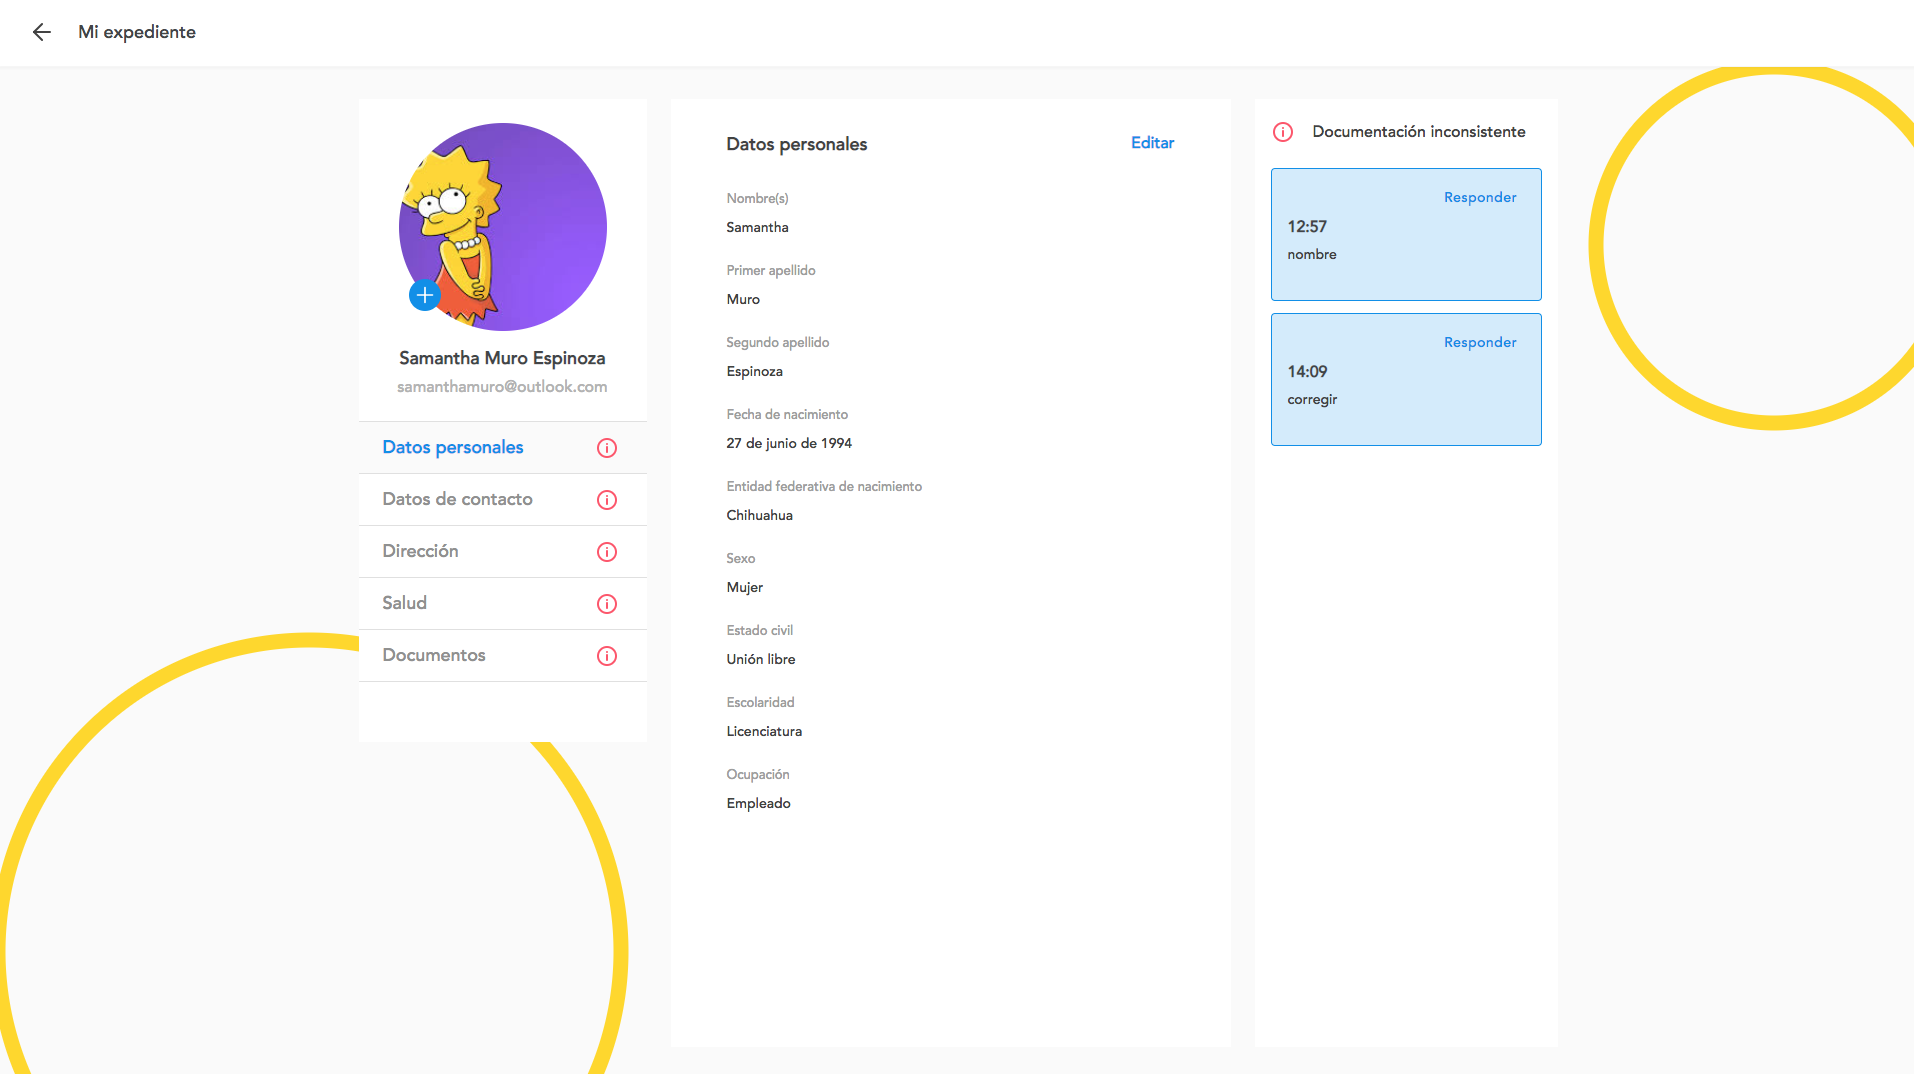 Mi expediente
Samantha Muro Espinoza
samanthamuro@outlook.com
Datos personales
Datos de contacto
Dirección
Salud
Documentos
Datos personales
Editar
Nombre(s)
Samantha
Primer apellido
Muro
Segundo apellido
Espinoza
Fecha de nacimiento
27 de junio de 1994
Entidad federativa de nacimiento
Chihuahua
Sexo
Mujer
Estado civil
Unión libre
Escolaridad
Licenciatura
Ocupación
Empleado
Documentación inconsistente
Responder
12:57
nombre
Responder
14:09
corregir